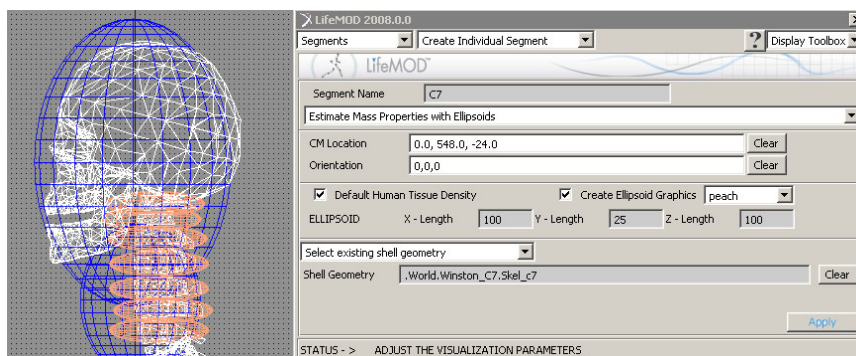 LifeMOD 2008.0.0
Segments Create Individual Segment ? Display Toolbox
LifeMOD™
Segment Name C7
Estimate Mass Properties with Ellipsoids
CM Location 0.0, 548.0, -24.0 Clear
Orientation 0,0,0 Clear
Default Human Tissue Density Create Ellipsoid Graphics peach
ELLIPSOID X - Length 100 Y - Length 25 Z - Length 100
Select existing shell geometry
Shell Geometry .World.Winston_C7.Skel_c7 Clear
Apply
STATUS - > ADJUST THE VISUALIZATION PARAMETERS